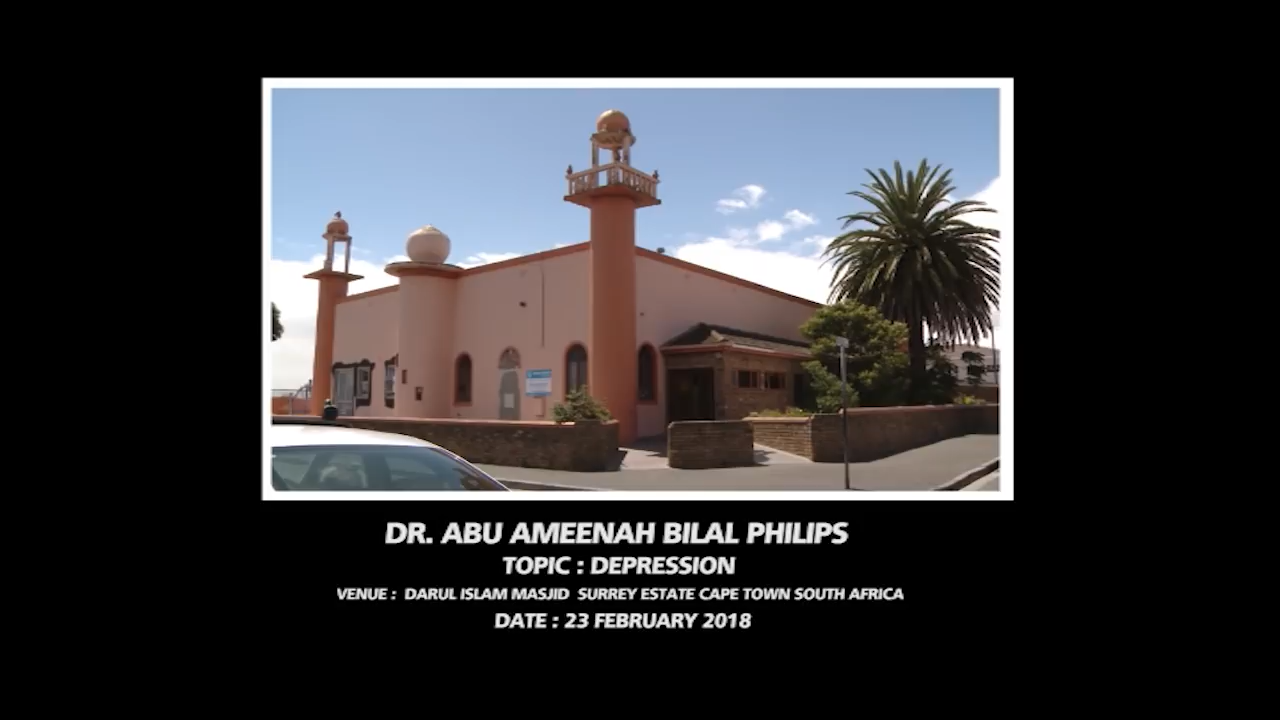 DR. ABU AMEENAH BILAL PHILIPS
TOPIC : DEPRESSION
VENUE : DARUL ISLAM MASJID SURREY ESTATE CAPE TOWN SOUTH AFRICA
DATE : 23 FEBRUARY 2018